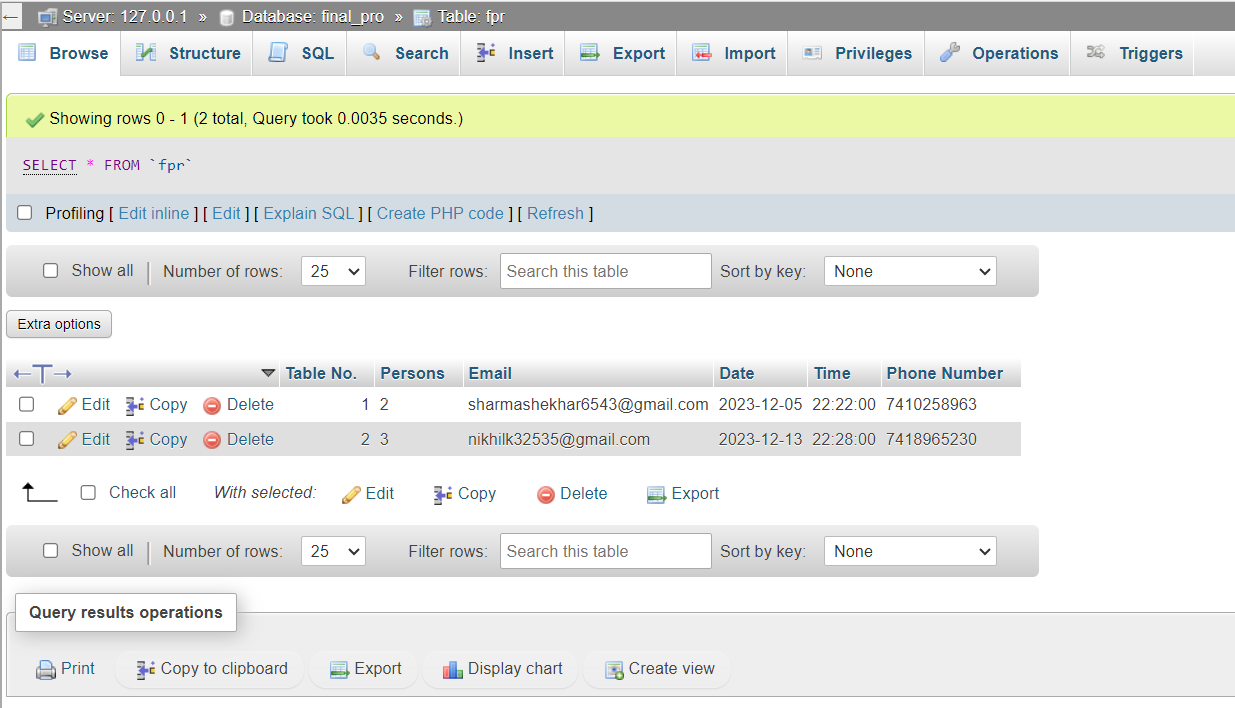 Server: 127.0.0.1 » Database: final_pro » Table: fpr
Browse Structure SQL Search Insert Export Import Privileges Operations Triggers
Showing rows 0 - 1 (2 total, Query took 0.0035 seconds.)
SELECT * FROM `fpr`
Profiling [ Edit inline ] [ Edit ] [ Explain SQL ] [ Create PHP code ] [ Refresh ]
Show all | Number of rows: 25 Filter rows: Search this table Sort by key: None
Extra options
←T→ Table No. Persons Email Date Time Phone Number
Edit Copy Delete 1 2 sharmashekhar6543@gmail.com 2023-12-05 22:22:00 7410258963
Edit Copy Delete 2 3 nikhilk32535@gmail.com 2023-12-13 22:28:00 7418965230
Check all With selected: Edit Copy Delete Export
Show all | Number of rows: 25 Filter rows: Search this table Sort by key: None
Query results operations
Print Copy to clipboard Export Display chart Create view